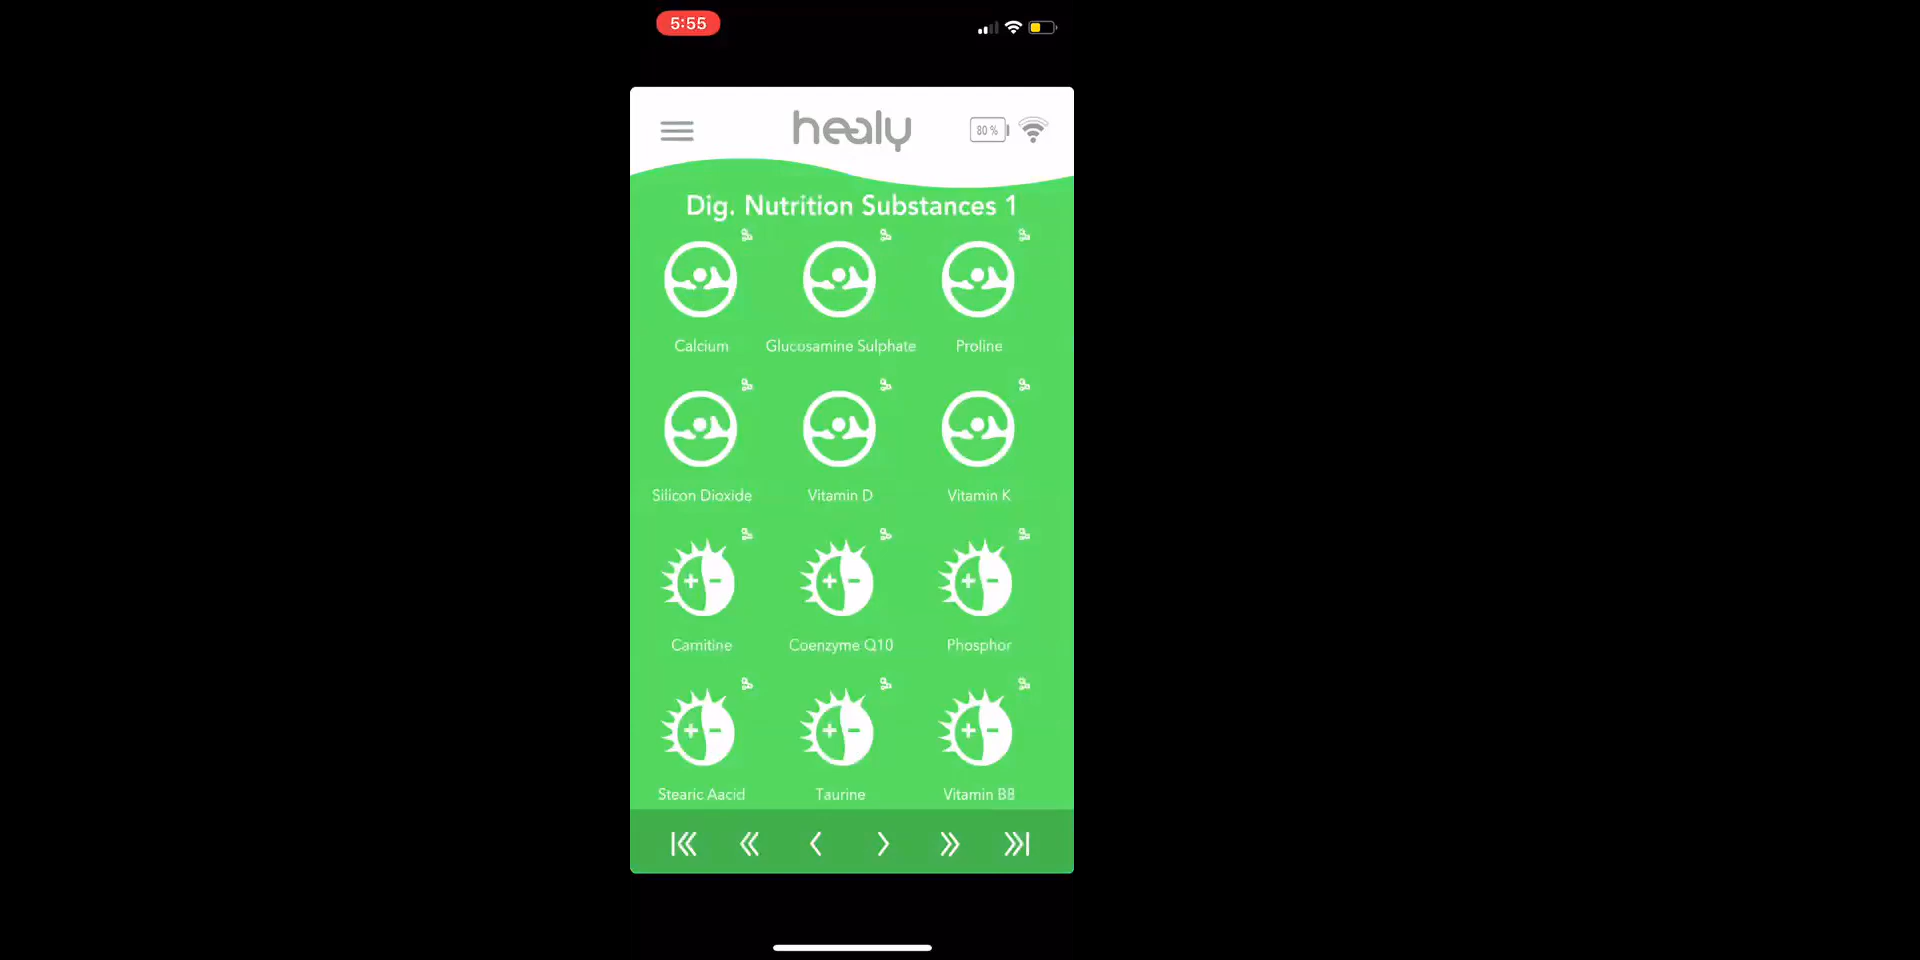 5:55
healy
80 %
Dig. Nutrition Substances 1
Calcium
Glucosamine Sulphate
Proline
Silicon Dioxide
Vitamin D
Vitamin K
Carnitine
Coenzyme Q10
Phosphor
Stearic Aacid
Taurine
Vitamin B8